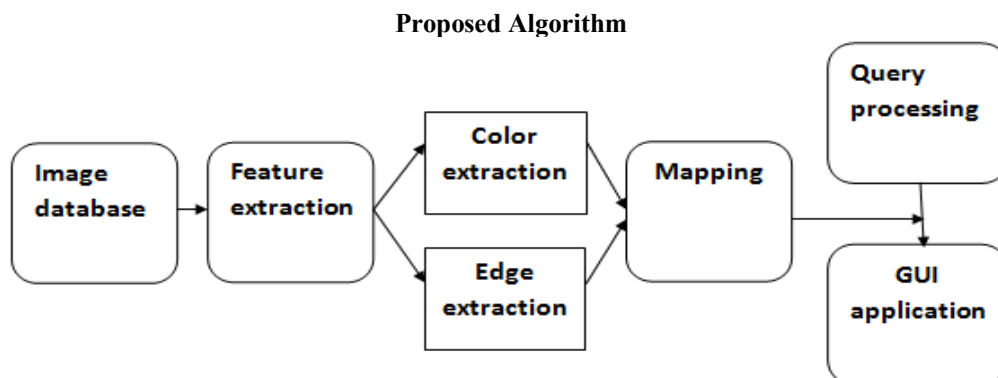 Proposed Algorithm
Image
database
Feature
extraction
Color
extraction
Edge
extraction
Mapping
Query
processing
GUI
application